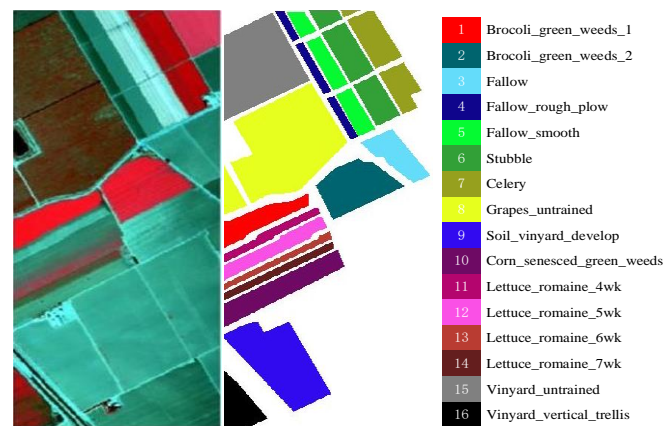 1 Brocoli_green_weeds_1
2 Brocoli_green_weeds_2
3 Fallow
4 Fallow_rough_plow
5 Fallow_smooth
6 Stubble
7 Celery
8 Grapes_untrained
9 Soil_vinyard_develop
10 Corn_senesced_green_weeds
11 Lettuce_romaine_4wk
12 Lettuce_romaine_5wk
13 Lettuce_romaine_6wk
14 Lettuce_romaine_7wk
15 Vinyard_untrained
16 Vinyard_vertical_trellis